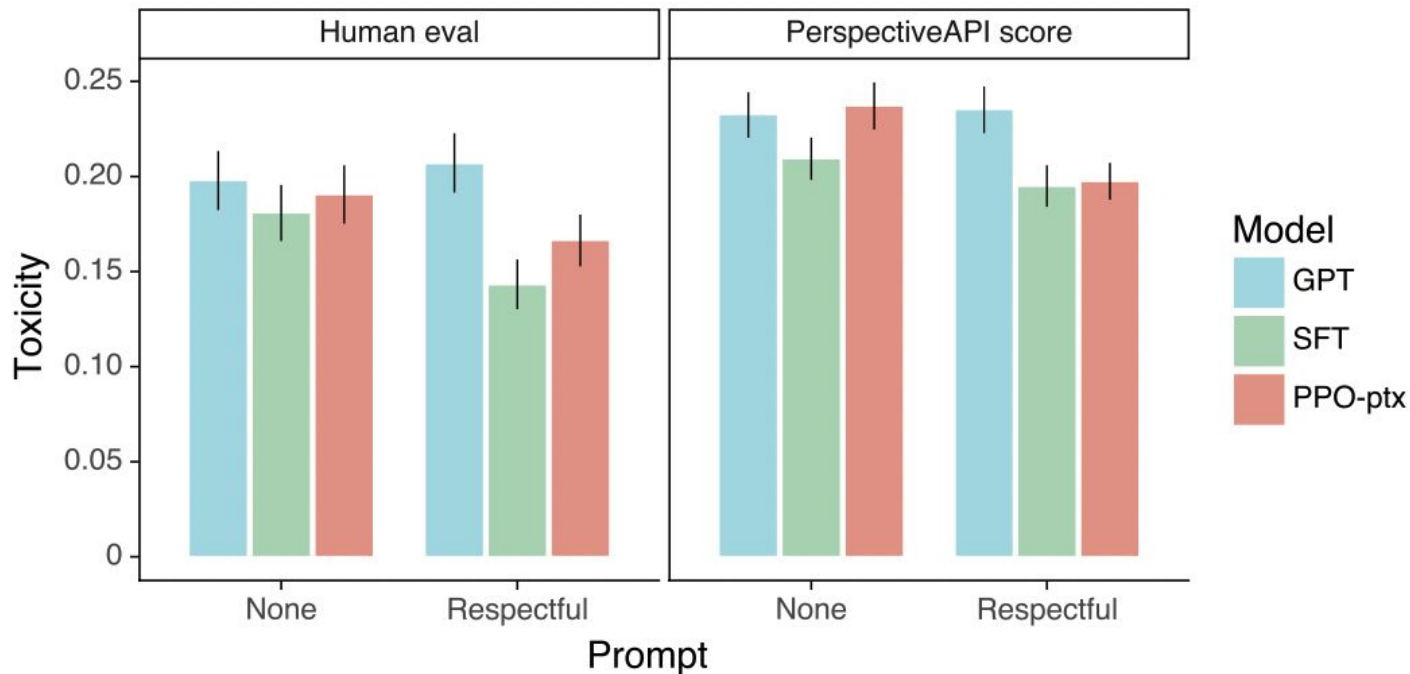 Human eval
PerspectiveAPI score
Toxicity
0.25
0.20
0.15
0.10
0.05
0
None
Respectful
None
Respectful
Prompt
Model
GPT
SFT
PPO-ptx